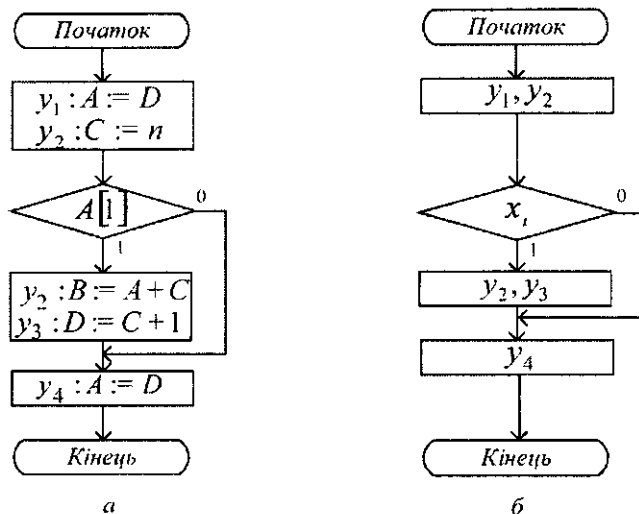 Початок
y₁ : A := D
y₂ : C := n
A[1]
0
1
y₂ : B := A + C
y₃ : D := C + 1
y₄ : A := D
Кінець
а
Початок
y₁, y₂
x₁
0
1
y₂, y₃
y₄
Кінець
б